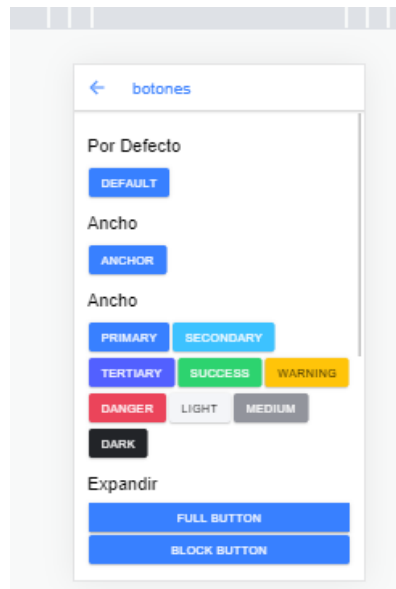 botones
Por Defecto
DEFAULT
Ancho
ANCHOR
Ancho
PRIMARY SECONDARY
TERTIARY SUCCESS WARNING
DANGER LIGHT MEDIUM
DARK
Expandir
FULL BUTTON
BLOCK BUTTON